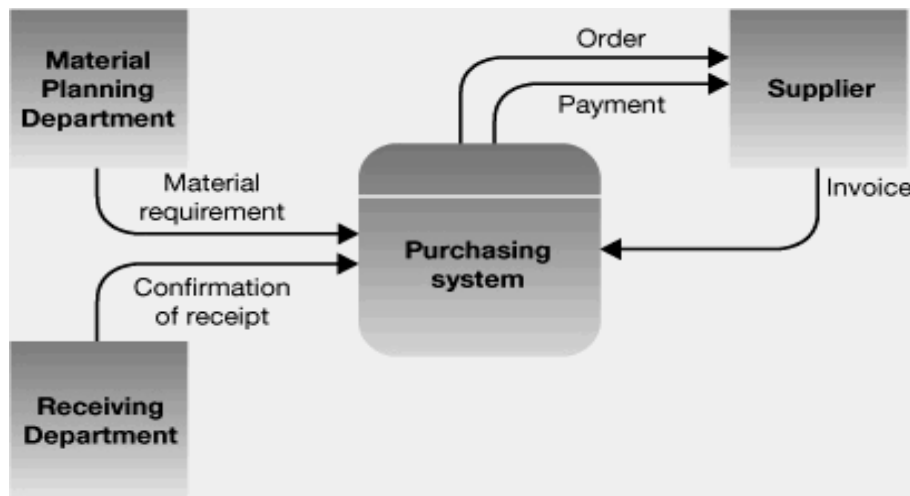 Material
Planning
Department
Order
Payment
Supplier
Material
requirement
Invoice
Purchasing
system
Confirmation
of receipt
Receiving
Department